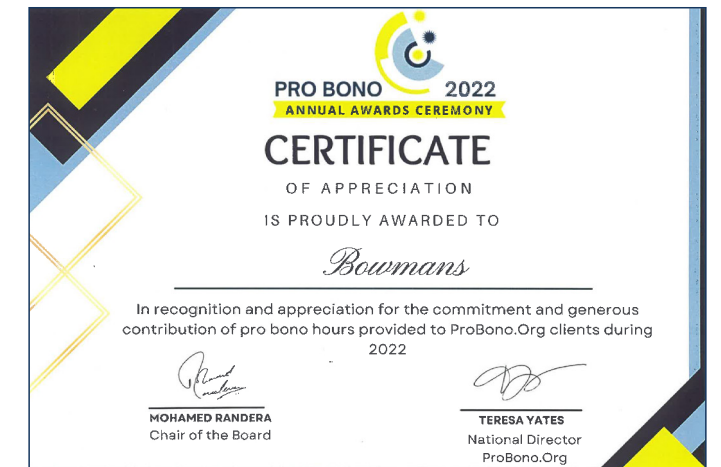 PRO BONO 2022
ANNUAL AWARDS CEREMONY
CERTIFICATE
OF APPRECIATION
IS PROUDLY AWARDED TO
Bowmans
In recognition and appreciation for the commitment and generous
contribution of pro bono hours provided to ProBono.Org clients during
2022
MOHAMED RANDERA
Chair of the Board
TERESA YATES
National Director
ProBono.Org